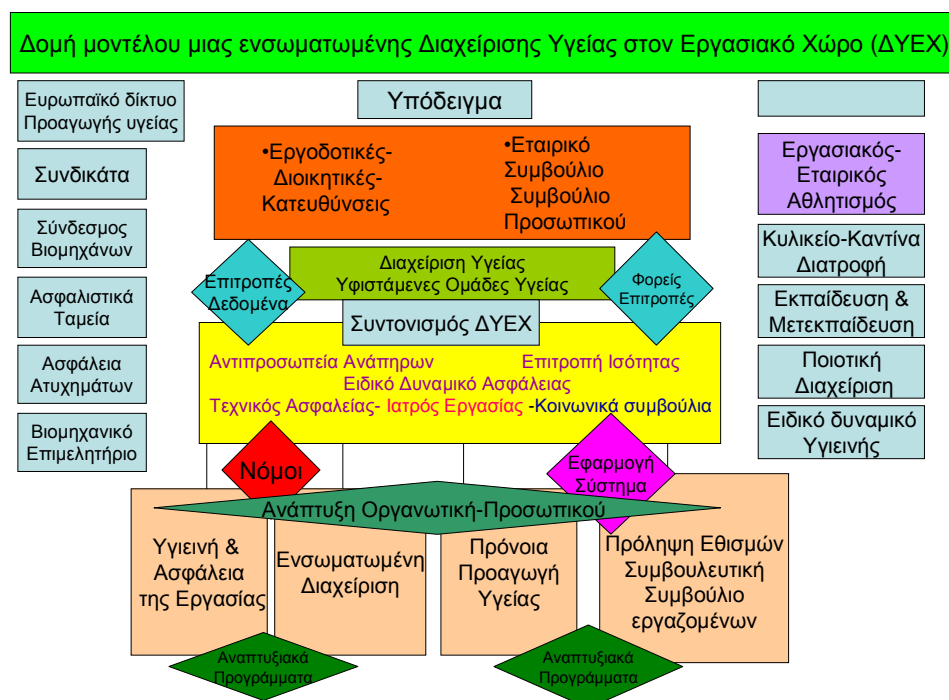 Δομή μοντέλου μιας ενσωματωμένης Διαχείρισης Υγείας στον Εργασιακό Χώρο (ΔΥΕΧ)
Ευρωπαϊκό δίκτυο
Προαγωγής υγείας
Συνδικάτα
Σύνδεσμος
Βιομηχάνων
Ασφαλιστικά
Ταμεία
Ασφάλεια
Ατυχημάτων
Βιομηχανικό
Επιμελητήριο
Υπόδειγμα
•Εργοδοτικές-
Διοικητικές-
Κατευθύνσεις
•Εταιρικό
Συμβούλιο
Συμβούλιο
Προσωπικού
Επιτροπές
Δεδομένα
Διαχείριση Υγείας
Υφιστάμενες Ομάδες Υγείας
Φορείς
Επιτροπές
Συντονισμός ΔΥΕΧ
Αντιπροσωπεία Ανάπηρων Επιτροπή Ισότητας
Ειδικό Δυναμικό Ασφάλειας
Τεχνικός Ασφαλείας- Ιατρός Εργασίας -Κοινωνικά συμβούλια
Νόμοι
Εφαρμογή
Σύστημα
Ανάπτυξη Οργανωτική-Προσωπικού
Υγιεινή &
Ασφάλεια
της Εργασίας
Ενσωματωμένη
Διαχείριση
Πρόνοια
Προαγωγή
Υγείας
Πρόληψη Εθισμών
Συμβουλευτική
Συμβούλιο
εργαζομένων
Αναπτυξιακά
Προγράμματα
Αναπτυξιακά
Προγράμματα
Εργασιακός-
Εταιρικός
Αθλητισμός
Κυλικείο-Καντίνα
Διατροφή
Εκπαίδευση &
Μετεκπαίδευση
Ποιοτική
Διαχείριση
Ειδικό δυναμικό
Υγιεινής